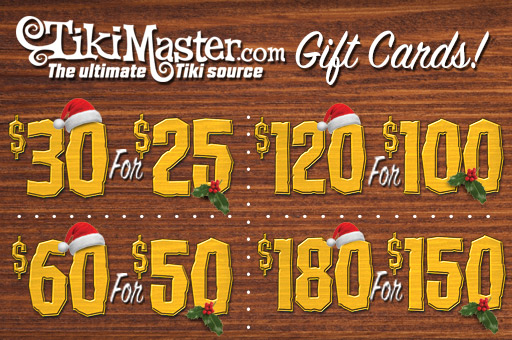 TikiMaster.com Gift Cards!
The ultimate Tiki source
$30 For $25
$120 For $100
$60 For $50
$180 For $150